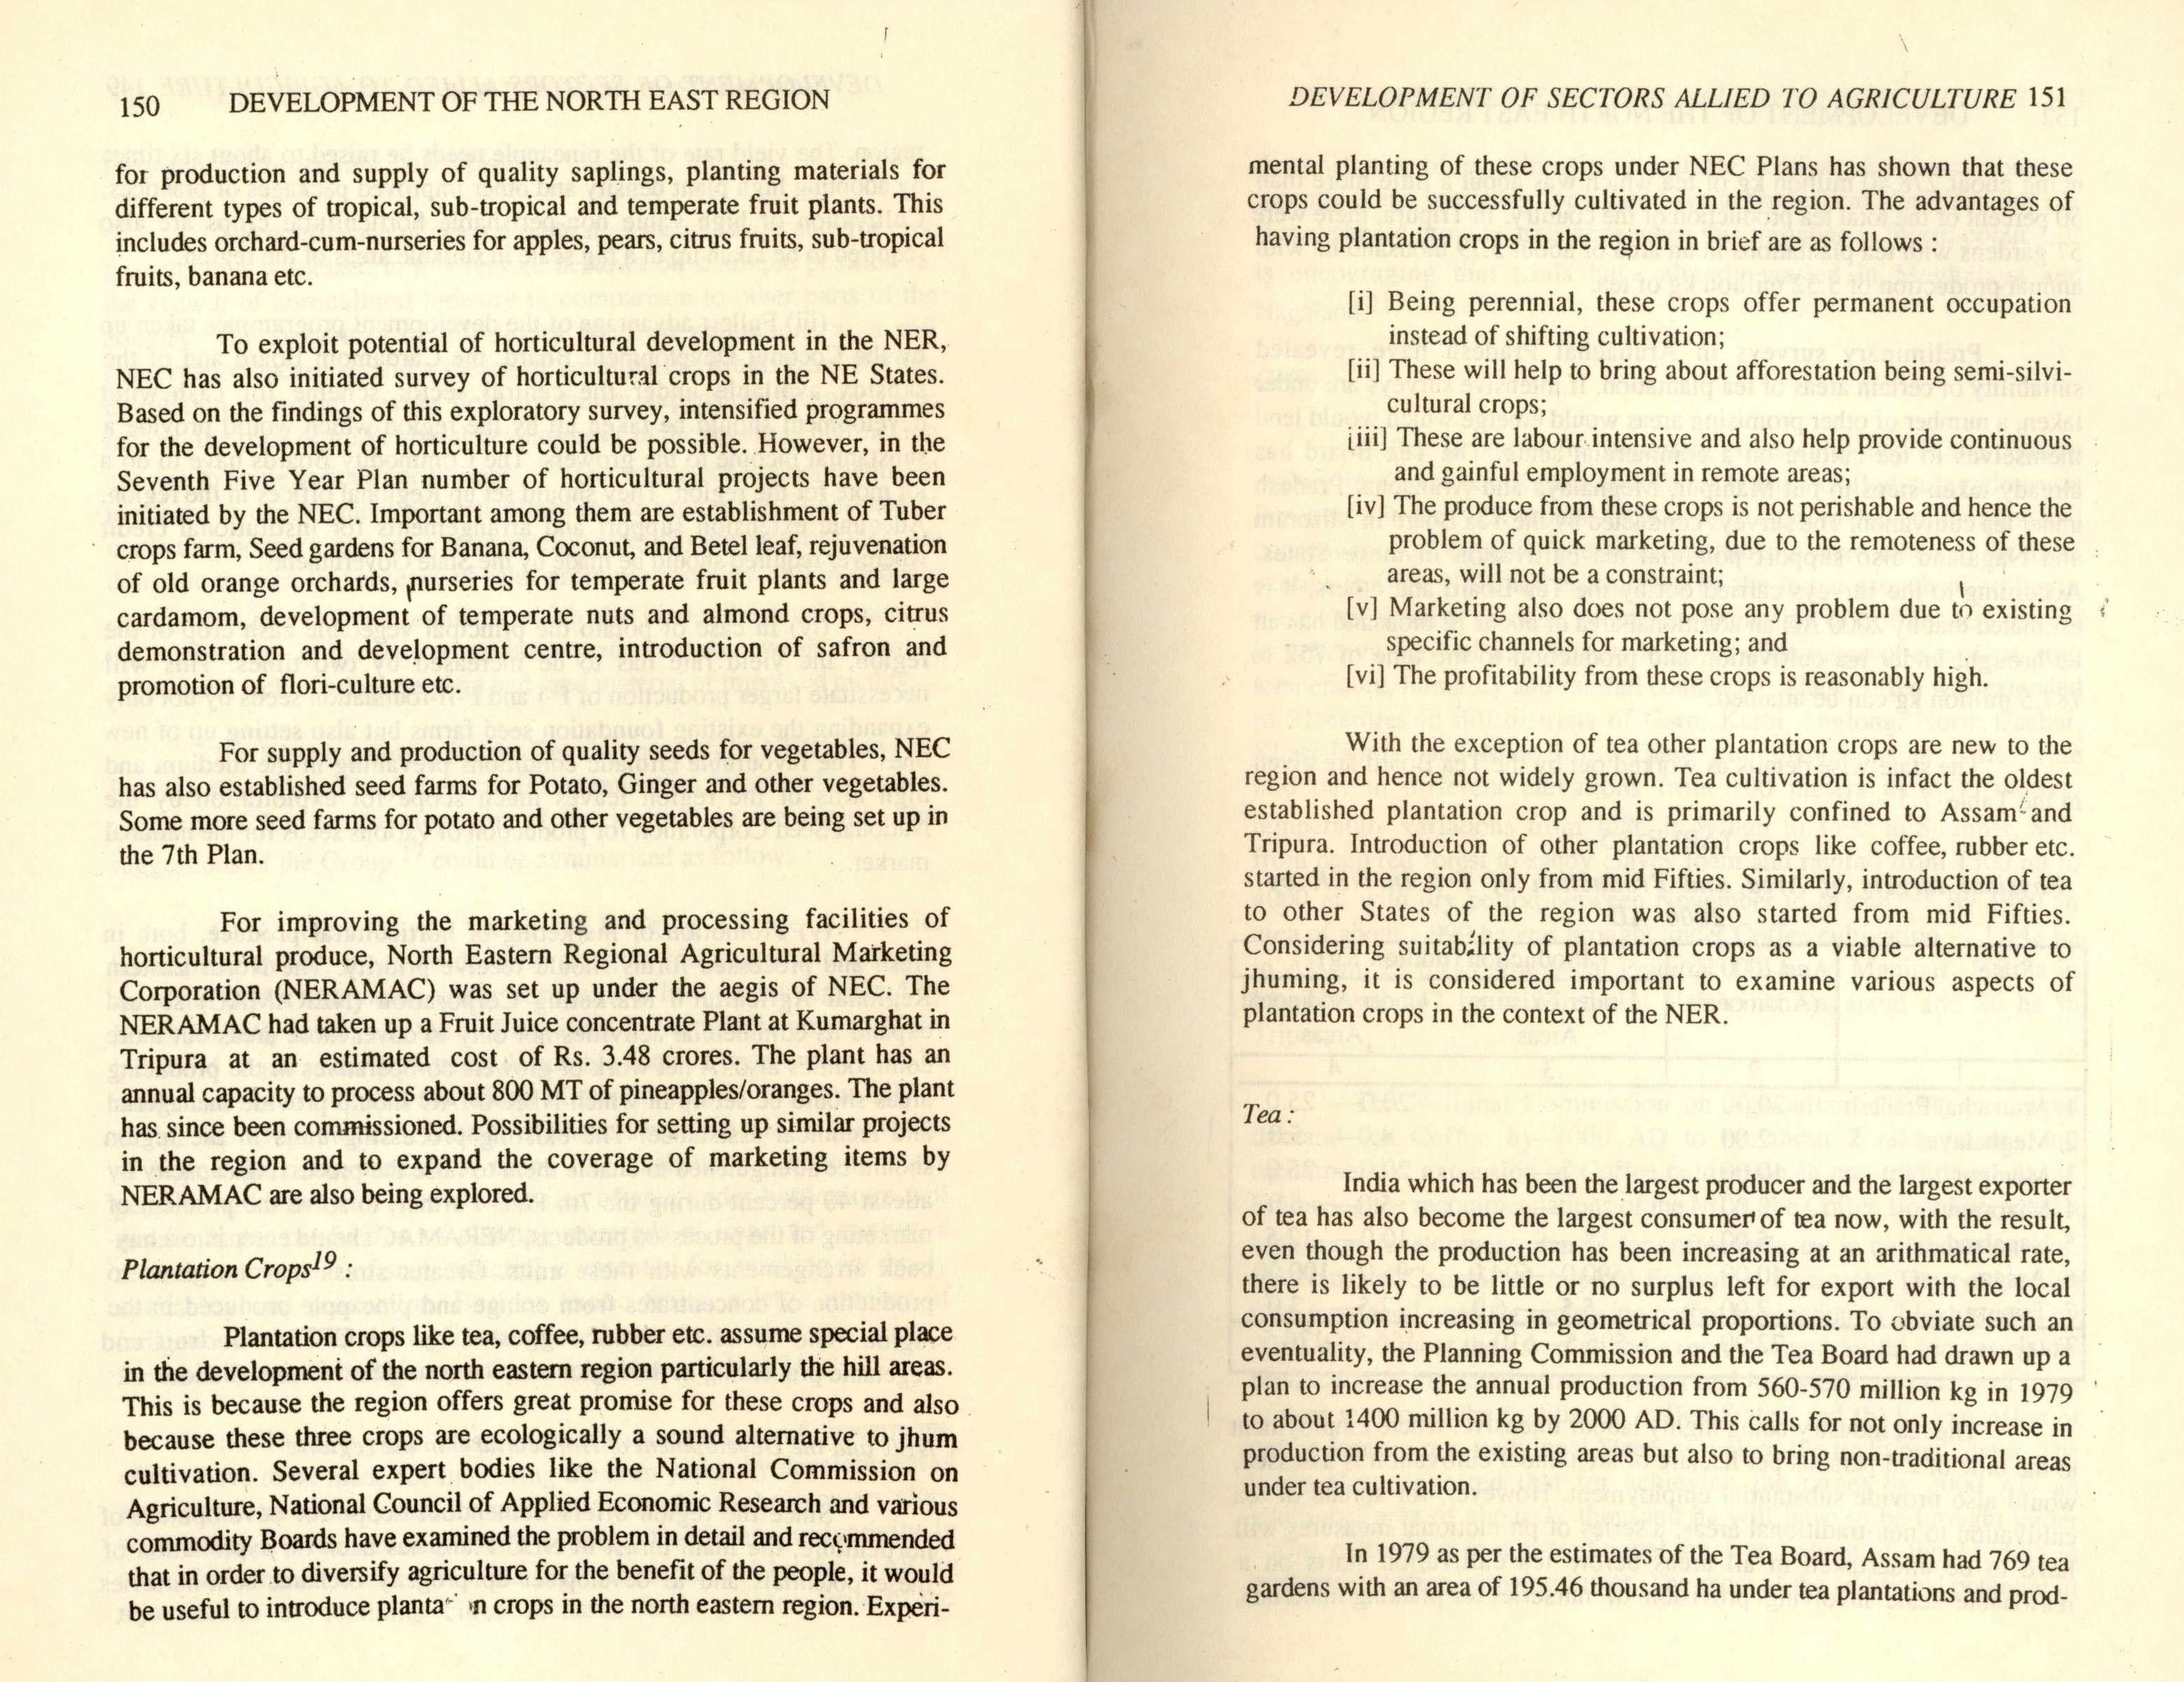 150 DEVELOPMENT OF THE NORTH EAST REGION
for production and supply of quality saplings, planting materials for
different types of tropical, sub-tropical and temperate fruit plants. This
includes orchard-cum-nurseries for apples, pears, citrus fruits, sub-tropical
fruits, banana etc.
To exploit potential of horticultural development in the NER,
NEC has also initiated survey of horticultural crops in the NE States.
Based on the findings of this exploratory survey, intensified programmes
for the development of horticulture could be possible. However, in the
Seventh Five Year Plan number of horticultural projects have been
initiated by the NEC. Important among them are establishment of Tuber
crops farm, Seed gardens for Banana, Coconut, and Betel leaf, rejuvenation
of old orange orchards, nurseries for temperate fruit plants and large
cardamom, development of temperate nuts and almond crops, citrus
demonstration and development centre, introduction of safron and
promotion of flori-culture etc.
For supply and production of quality seeds for vegetables, NEC
has also established seed farms for Potato, Ginger and other vegetables.
Some more seed farms for potato and other vegetables are being set up in
the 7th Plan.
For improving the marketing and processing facilities of
horticultural produce, North Eastern Regional Agricultural Marketing
Corporation (NERAMAC) was set up under the aegis of NEC. The
NERAMAC had taken up a Fruit Juice concentrate Plant at Kumarghat in
Tripura at an estimated cost of Rs. 3.48 crores. The plant has an
annual capacity to process about 800 MT of pineapples/oranges. The plant
has since been commissioned. Possibilities for setting up similar projects
in the region and to expand the coverage of marketing items by
NERAMAC are also being explored.
Plantation Crops19 :
Plantation crops like tea, coffee, rubber etc. assume special place
in the development of the north eastern region particularly the hill areas.
This is because the region offers great promise for these crops and also
because these three crops are ecologically a sound alternative to jhum
cultivation. Several expert bodies like the National Commission on
Agriculture, National Council of Applied Economic Research and various
commodity Boards have examined the problem in detail and recommended
that in order to diversify agriculture for the benefit of the people, it would
be useful to introduce plantation crops in the north eastern region. Experi-
DEVELOPMENT OF SECTORS ALLIED TO AGRICULTURE 151
mental planting of these crops under NEC Plans has shown that these
crops could be successfully cultivated in the region. The advantages of
having plantation crops in the region in brief are as follows :
[i] Being perennial, these crops offer permanent occupation
instead of shifting cultivation;
[ii] These will help to bring about afforestation being semi-silvi-
cultural crops;
[iii] These are labour intensive and also help provide continuous
and gainful employment in remote areas;
[iv] The produce from these crops is not perishable and hence the
problem of quick marketing, due to the remoteness of these
areas, will not be a constraint;
[v] Marketing also does not pose any problem due to existing
specific channels for marketing; and
[vi] The profitability from these crops is reasonably high.
With the exception of tea other plantation crops are new to the
region and hence not widely grown. Tea cultivation is infact the oldest
established plantation crop and is primarily confined to Assam and
Tripura. Introduction of other plantation crops like coffee, rubber etc.
started in the region only from mid Fifties. Similarly, introduction of tea
to other States of the region was also started from mid Fifties.
Considering suitability of plantation crops as a viable alternative to
jhuming, it is considered important to examine various aspects of
plantation crops in the context of the NER.
Tea :
India which has been the largest producer and the largest exporter
of tea has also become the largest consumer of tea now, with the result,
even though the production has been increasing at an arithmatical rate,
there is likely to be little or no surplus left for export with the local
consumption increasing in geometrical proportions. To obviate such an
eventuality, the Planning Commission and the Tea Board had drawn up a
plan to increase the annual production from 560-570 million kg in 1979
to about 1400 million kg by 2000 AD. This calls for not only increase in
production from the existing areas but also to bring non-traditional areas
under tea cultivation.
In 1979 as per the estimates of the Tea Board, Assam had 769 tea
gardens with an area of 195.46 thousand ha under tea plantations and prod-